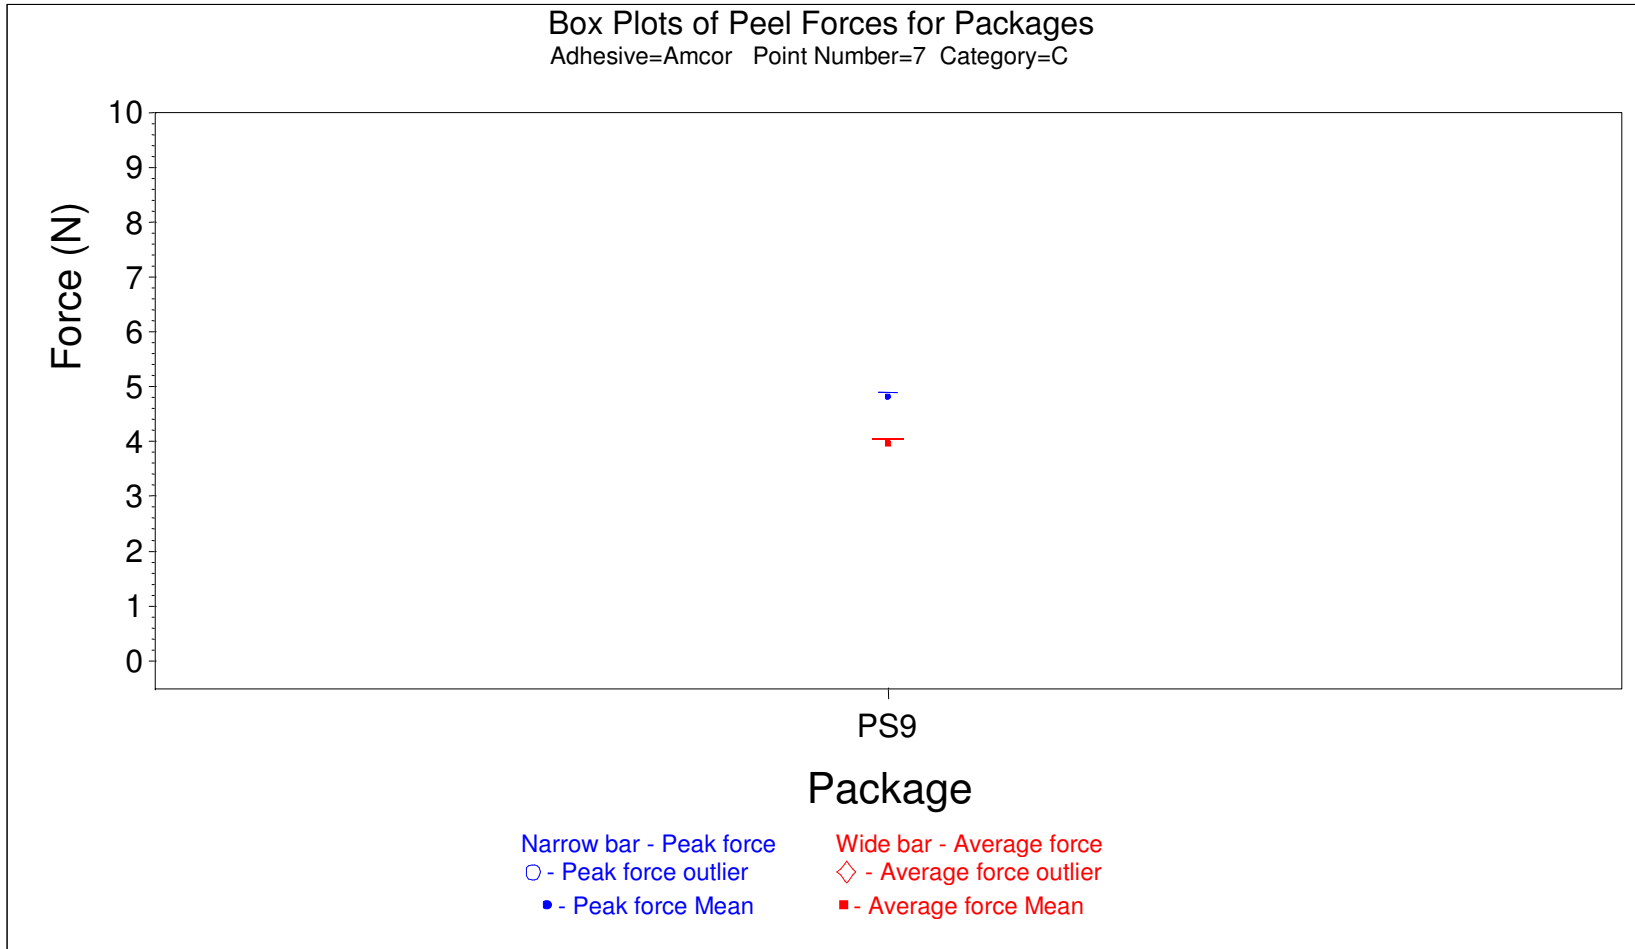 Box Plots of Peel Forces for Packages
Adhesive=Amcor Point Number=7 Category=C
10
9
8
7
6
5
4
3
2
1
0
Force (N)
PS9
Package
Narrow bar - Peak force Wide bar - Average force
- Peak force outlier - Average force outlier
- Peak force Mean - Average force Mean